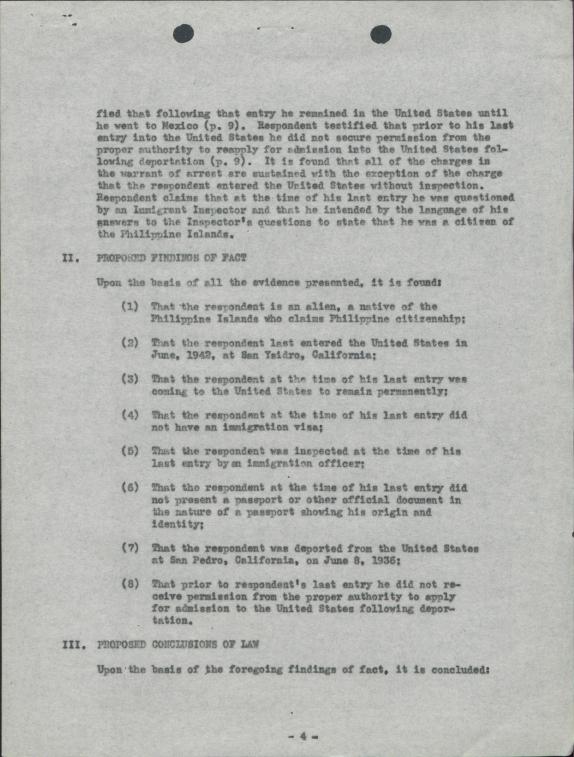 fied that following that entry he remained in the United States until
he went to Mexico (p. 9). Respondent testified that prior to his last
entry into the United States he did not secure permission from the
proper authority to reapply for admission into the United States fol-
lowing deportation (p. 9). It is found that all of the charges in
the warrant of arrest are sustained with the exception of the charge
that the respondent entered the United States without inspection.
Respondent claims that at the time of his last entry he was questioned
by an Immigrant Inspector and that he intended by the language of his
answers to the Inspector's questions to state that he was a citizen of
the Philippine Islands.
II. PROPOSED FINDINGS OF FACT
Upon the basis of all the evidence presented, it is found:
(1) That the respondent is an alien, a native of the
Philippine Islands who claims Philippine citizenship;
(2) That the respondent last entered the United States in
June, 1942, at San Ysidro, California;
(3) That the respondent at the time of his last entry was
coming to the United States to remain permanently;
(4) That the respondent at the time of his last entry did
not have an immigration visa;
(5) That the respondent was inspected at the time of his
last entry by an immigration officer;
(6) That the respondent at the time of his last entry did
not present a passport or other official document in
the nature of a passport showing his origin and
identity;
(7) That the respondent was deported from the United States
at San Pedro, California, on June 8, 1936;
(8) That prior to respondent's last entry he did not re-
ceive permission from the proper authority to apply
for admission to the United States following depor-
tation.
III. PROPOSED CONCLUSIONS OF LAW
Upon the basis of the foregoing findings of fact, it is concluded:
- 4 -